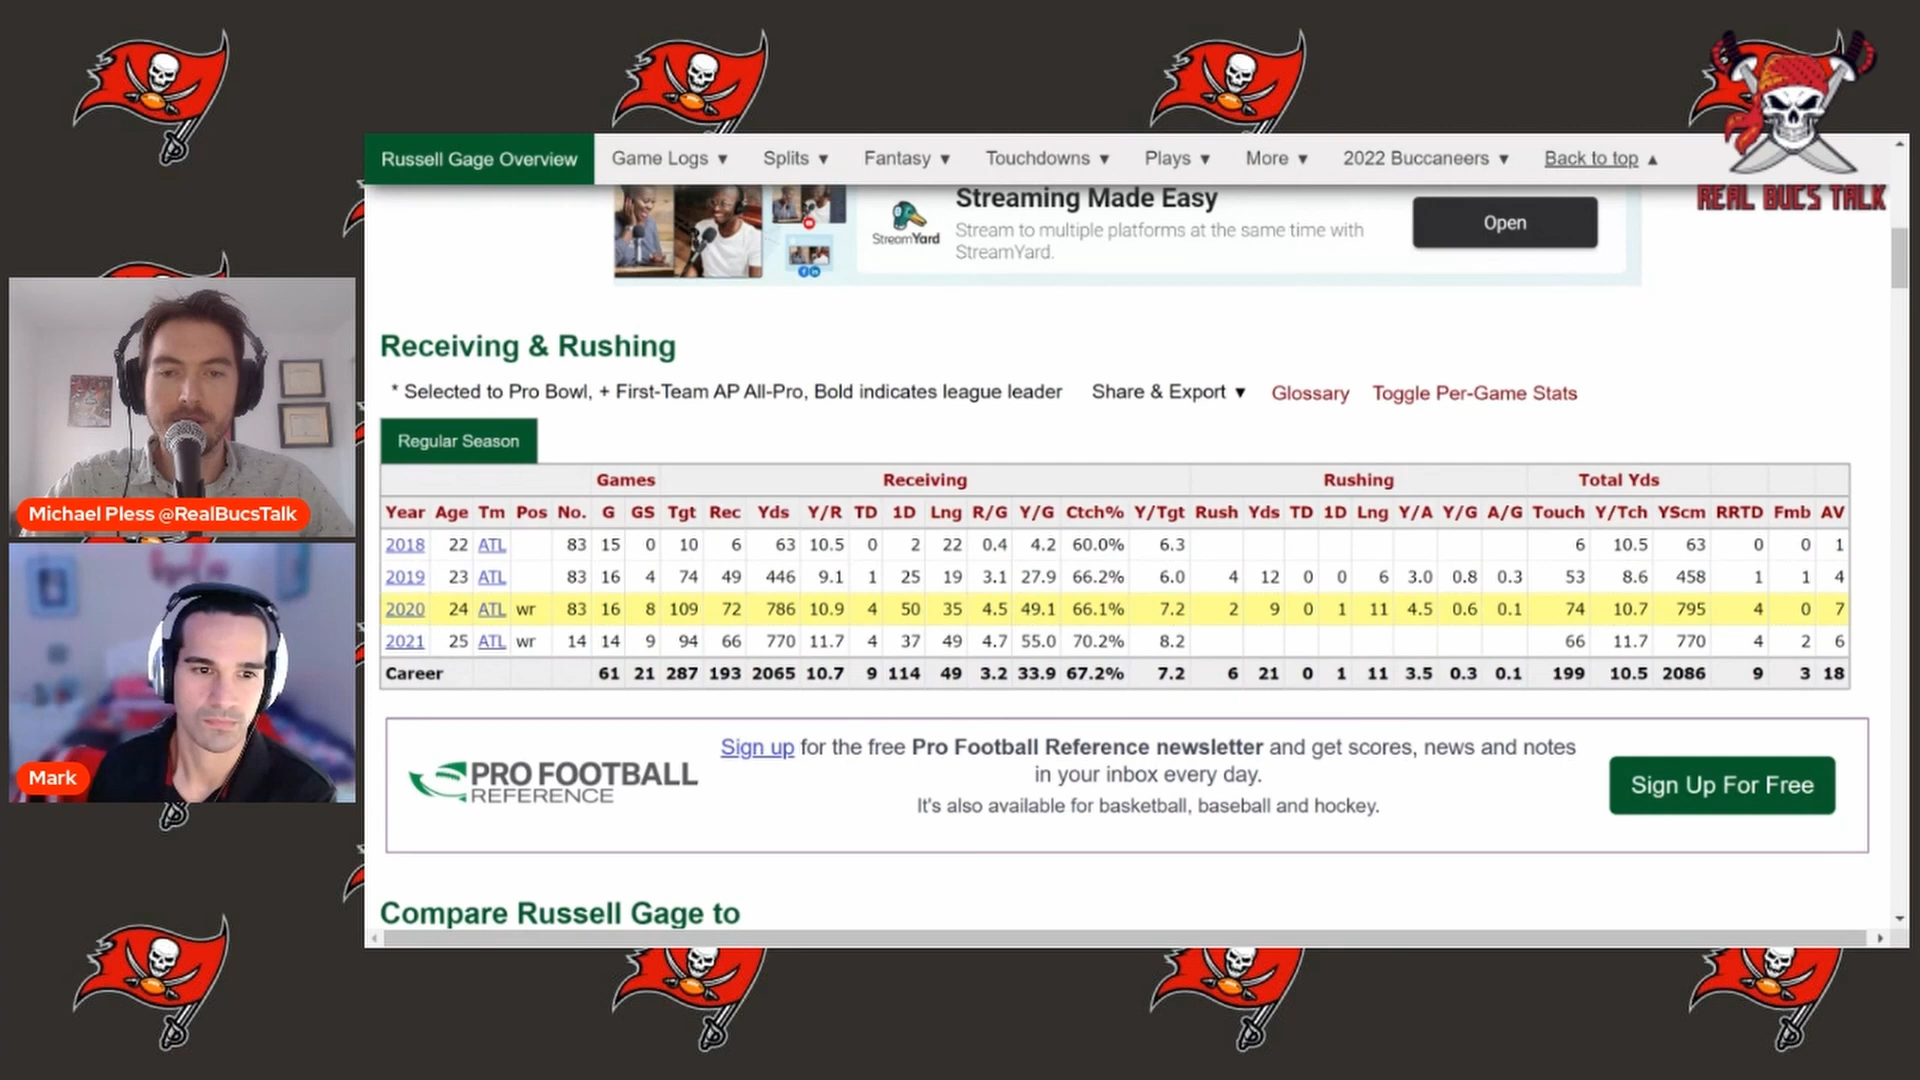 REAL BUCS TALK
Russell Gage Overview Game Logs ▼ Splits ▼ Fantasy ▼ Touchdowns ▼ Plays ▼ More ▼ 2022 Buccaneers ▼ Back to top ▲
StreamYard
Streaming Made Easy
Stream to multiple platforms at the same time with
StreamYard.
Open
Receiving & Rushing
* Selected to Pro Bowl, + First-Team AP All-Pro, Bold indicates league leader Share & Export ▼ Glossary Toggle Per-Game Stats
Regular Season
Games Receiving Rushing Total Yds
Year Age Tm Pos No. G GS Tgt Rec Yds Y/R TD 1D Lng R/G Y/G Ctch% Y/Tgt Rush Yds TD 1D Lng Y/A Y/G A/G Touch Y/Tch YScm RRTD Fmb AV
2018 22 ATL 83 15 0 10 6 63 10.5 0 2 22 0.4 4.2 60.0% 6.3 6 10.5 63 0 0 1
2019 23 ATL 83 16 4 74 49 446 9.1 1 25 19 3.1 27.9 66.2% 6.0 4 12 0 0 6 3.0 0.8 0.3 53 8.6 458 1 1 4
2020 24 ATL wr 83 16 8 109 72 786 10.9 4 50 35 4.5 49.1 66.1% 7.2 2 9 0 1 11 4.5 0.6 0.1 74 10.7 795 4 0 7
2021 25 ATL wr 14 14 9 94 66 770 11.7 4 37 49 4.7 55.0 70.2% 8.2 66 11.7 770 4 2 6
Career 61 21 287 193 2065 10.7 9 114 49 3.2 33.9 67.2% 7.2 6 21 0 1 11 3.5 0.3 0.1 199 10.5 2086 9 3 18
PRO FOOTBALL
REFERENCE
Sign up for the free Pro Football Reference newsletter and get scores, news and notes
in your inbox every day.
It's also available for basketball, baseball and hockey.
Sign Up For Free
Compare Russell Gage to
Michael Pless @RealBucsTalk
Mark